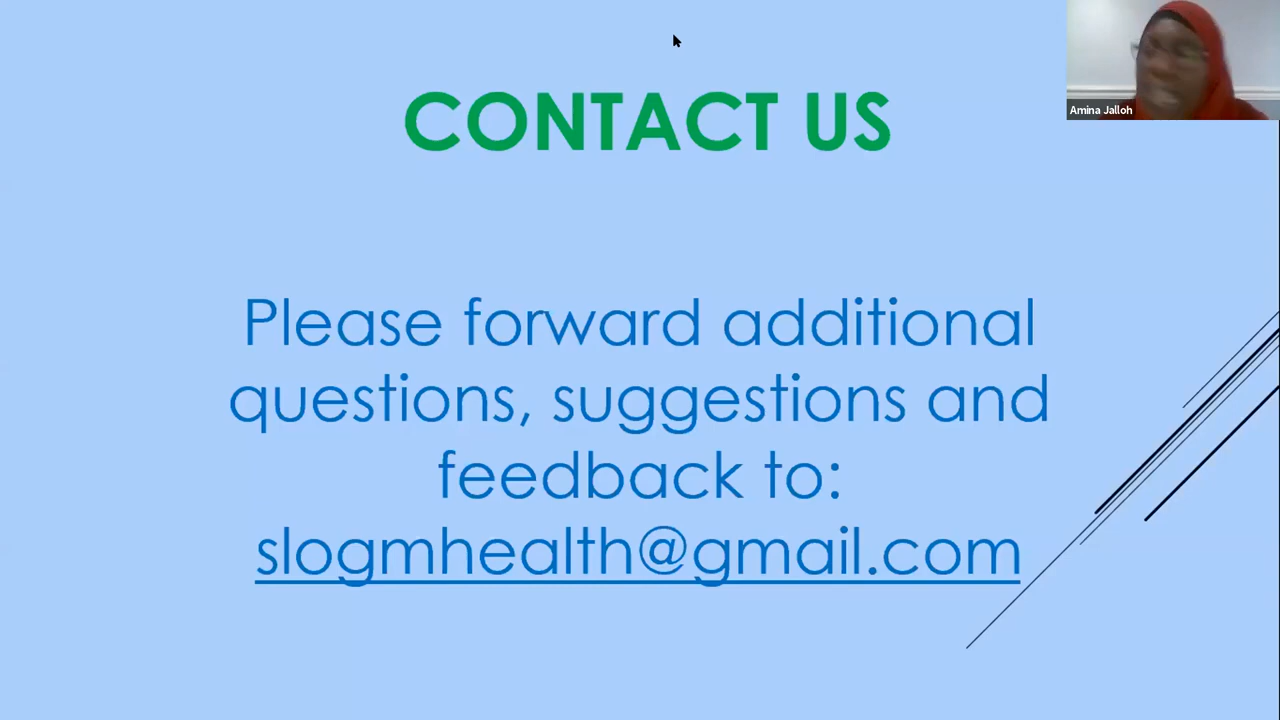 CONTACT US
Amina Jalloh
Please forward additional
questions, suggestions and
feedback to:
slogmhealth@gmail.com